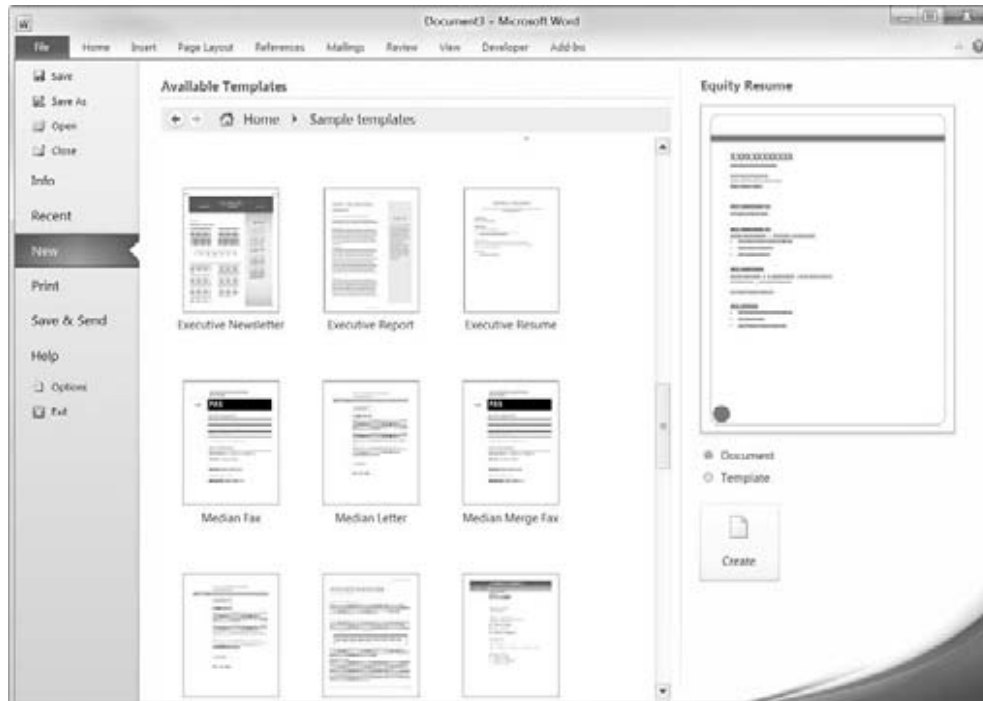 Document3 - Microsoft Word
File Home Insert Page Layout References Mailings Review View Developer Add-Ins
Save
Save As
Open
Close
Info
Recent
New
Print
Save & Send
Help
Options
Exit
Available Templates
Home Sample templates
Executive Newsletter Executive Report Executive Resume
FAX FAX
Median Fax Median Letter Median Merge Fax
Equity Resume
Document
Template
Create